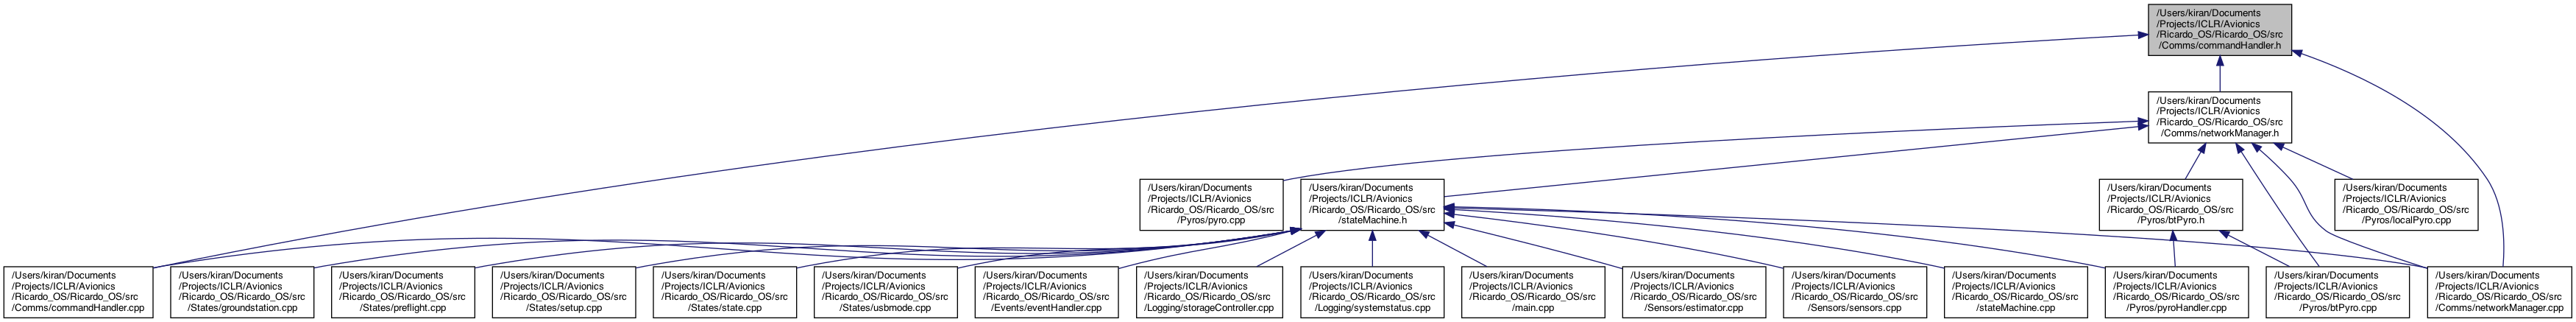 /Users/kiran/Documents
/Projects/ICLR/Avionics
/Ricardo_OS/Ricardo_OS/src
/Comms/commandHandler.h
/Users/kiran/Documents
/Projects/ICLR/Avionics
/Ricardo_OS/Ricardo_OS/src
/Comms/networkManager.h
/Users/kiran/Documents
/Projects/ICLR/Avionics
/Ricardo_OS/Ricardo_OS/src
/Pyros/pyro.cpp
/Users/kiran/Documents
/Projects/ICLR/Avionics
/Ricardo_OS/Ricardo_OS/src
/stateMachine.h
/Users/kiran/Documents
/Projects/ICLR/Avionics
/Ricardo_OS/Ricardo_OS/src
/Pyros/btPyro.h
/Users/kiran/Documents
/Projects/ICLR/Avionics
/Ricardo_OS/Ricardo_OS/src
/Pyros/localPyro.cpp
/Users/kiran/Documents
/Projects/ICLR/Avionics
/Ricardo_OS/Ricardo_OS/src
/Comms/commandHandler.cpp
/Users/kiran/Documents
/Projects/ICLR/Avionics
/Ricardo_OS/Ricardo_OS/src
/States/groundstation.cpp
/Users/kiran/Documents
/Projects/ICLR/Avionics
/Ricardo_OS/Ricardo_OS/src
/States/preflight.cpp
/Users/kiran/Documents
/Projects/ICLR/Avionics
/Ricardo_OS/Ricardo_OS/src
/States/setup.cpp
/Users/kiran/Documents
/Projects/ICLR/Avionics
/Ricardo_OS/Ricardo_OS/src
/States/state.cpp
/Users/kiran/Documents
/Projects/ICLR/Avionics
/Ricardo_OS/Ricardo_OS/src
/States/usbmode.cpp
/Users/kiran/Documents
/Projects/ICLR/Avionics
/Ricardo_OS/Ricardo_OS/src
/Events/eventHandler.cpp
/Users/kiran/Documents
/Projects/ICLR/Avionics
/Ricardo_OS/Ricardo_OS/src
/Logging/storageController.cpp
/Users/kiran/Documents
/Projects/ICLR/Avionics
/Ricardo_OS/Ricardo_OS/src
/Logging/systemstatus.cpp
/Users/kiran/Documents
/Projects/ICLR/Avionics
/Ricardo_OS/Ricardo_OS/src
/main.cpp
/Users/kiran/Documents
/Projects/ICLR/Avionics
/Ricardo_OS/Ricardo_OS/src
/Sensors/estimator.cpp
/Users/kiran/Documents
/Projects/ICLR/Avionics
/Ricardo_OS/Ricardo_OS/src
/Sensors/sensors.cpp
/Users/kiran/Documents
/Projects/ICLR/Avionics
/Ricardo_OS/Ricardo_OS/src
/stateMachine.cpp
/Users/kiran/Documents
/Projects/ICLR/Avionics
/Ricardo_OS/Ricardo_OS/src
/Pyros/pyroHandler.cpp
/Users/kiran/Documents
/Projects/ICLR/Avionics
/Ricardo_OS/Ricardo_OS/src
/Pyros/btPyro.cpp
/Users/kiran/Documents
/Projects/ICLR/Avionics
/Ricardo_OS/Ricardo_OS/src
/Comms/networkManager.cpp